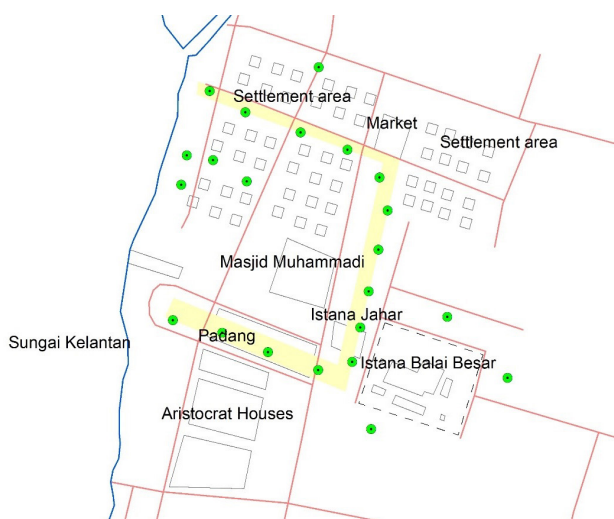 Settlement area
Market
Settlement area
Masjid Muhammadi
Istana Jahar
Padang
Sungai Kelantan
Istana Balai Besar
Aristocrat Houses